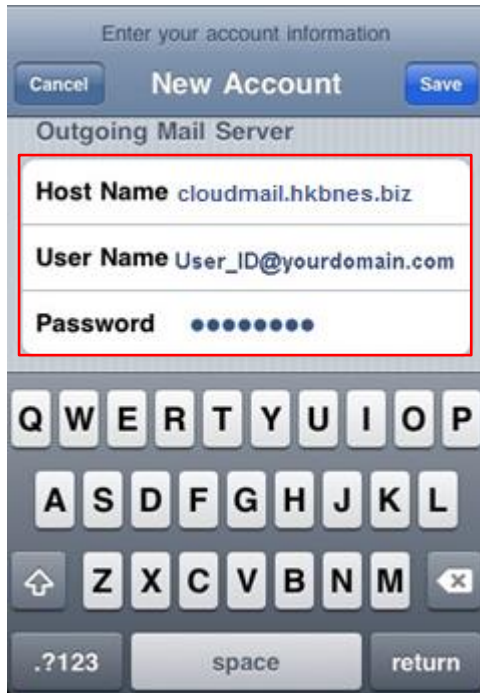 Enter your account information
Cancel New Account Save
Outgoing Mail Server
Host Name cloudmail.hkbnes.biz
User Name User_ID@yourdomain.com
Password ●●●●●●●●
Q W E R T Y U I O P
A S D F G H J K L
Z X C V B N M
.?123 space return